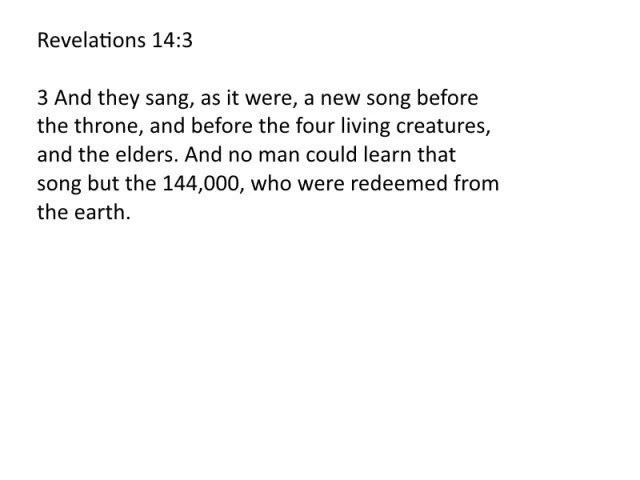 Revelations 14:3
3 And they sang, as it were, a new song before
the throne, and before the four living creatures,
and the elders. And no man could learn that
song but the 144,000, who were redeemed from
the earth.